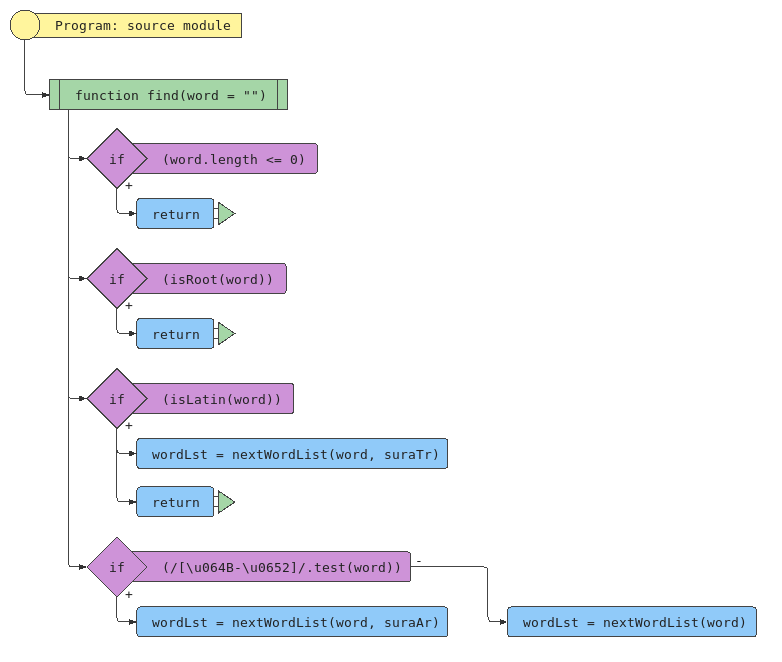 Program: source module
function find(word = "")
if (word.length <= 0)
+
return
if (isRoot(word))
+
return
if (isLatin(word))
+
wordLst = nextWordList(word, suraTr)
return
if (/[\u064B-\u0652]/.test(word)) -
+
wordLst = nextWordList(word, suraAr) wordLst = nextWordList(word)